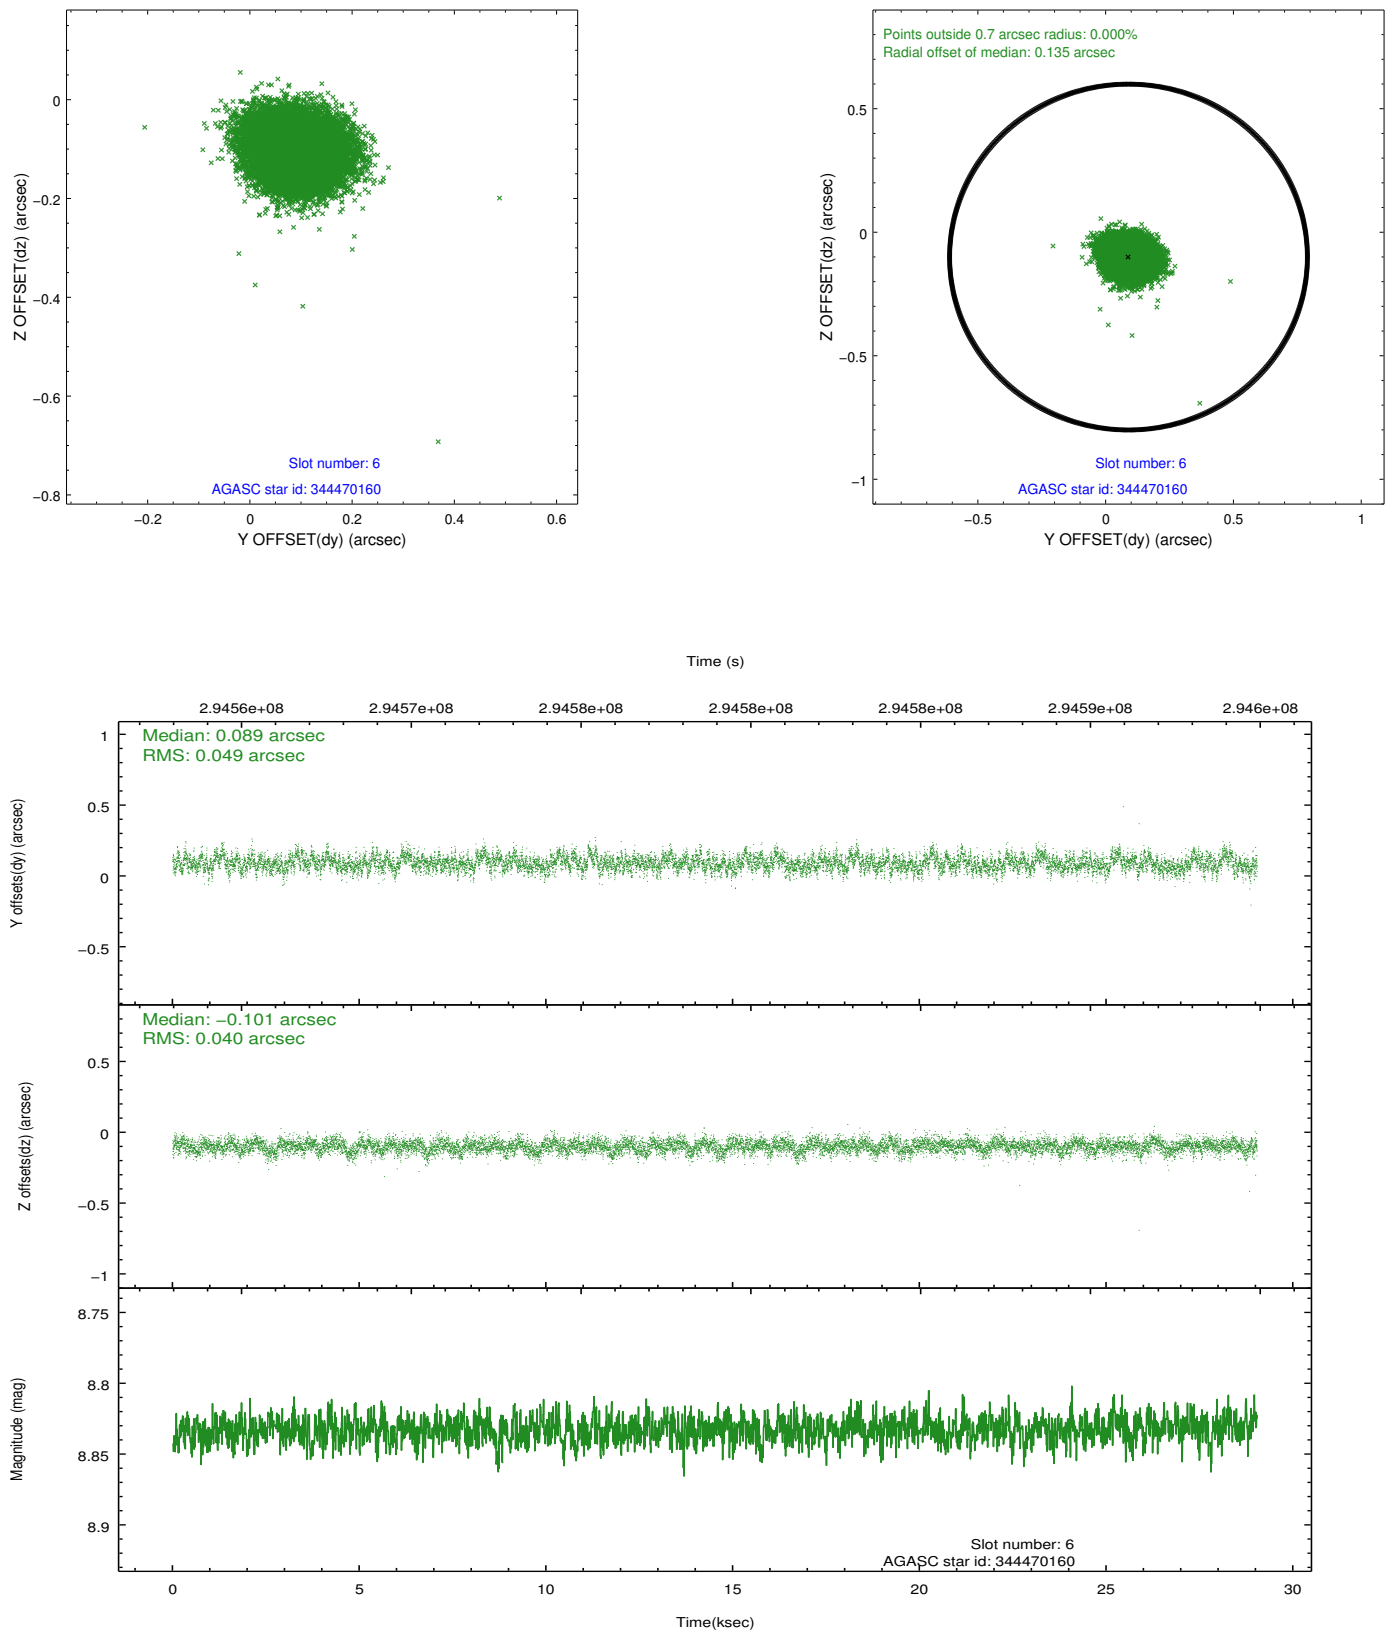 0
−0.2
−0.4
−0.6
−0.8
Z OFFSET(dz) (arcsec)
Slot number: 6
AGASC star id: 344470160
−0.2 0 0.2 0.4 0.6
Y OFFSET(dy) (arcsec)
Points outside 0.7 arcsec radius: 0.000%
Radial offset of median: 0.135 arcsec
0.5
0
−0.5
−1
Z OFFSET(dz) (arcsec)
Slot number: 6
AGASC star id: 344470160
−0.5 0 0.5 1
Y OFFSET(dy) (arcsec)
Time (s)
2.9456e+08 2.9457e+08 2.9458e+08 2.9458e+08 2.9458e+08 2.9459e+08 2.946e+08
Median: 0.089 arcsec
RMS: 0.049 arcsec
1
0.5
0
−0.5
Y offsets(dy) (arcsec)
Median: −0.101 arcsec
RMS: 0.040 arcsec
0.5
0
−0.5
−1
Z offsets(dz) (arcsec)
8.75
8.8
8.85
8.9
Magnitude (mag)
Slot number: 6
AGASC star id: 344470160
0 5 10 15 20 25 30
Time(ksec)